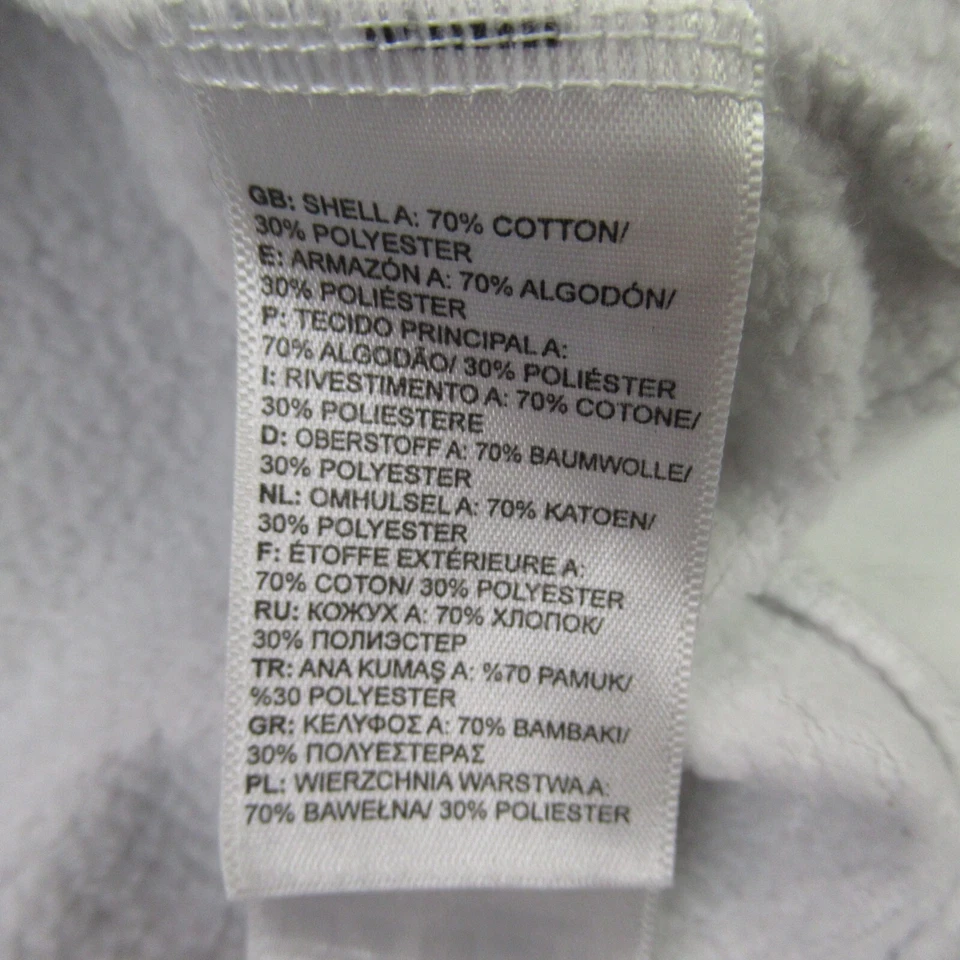 GB: SHELL A: 70% COTTON/
30% POLYESTER
E: ARMAZÓN A: 70% ALGODÓN/
30% POLIÉSTER
P: TECIDO PRINCIPAL A:
70% ALGODÃO/ 30% POLIÉSTER
I: RIVESTIMENTO A: 70% COTONE/
30% POLIESTERE
D: OBERSTOFF A: 70% BAUMWOLLE/
30% POLYESTER
NL: OMHULSEL A: 70% KATOEN/
30% POLYESTER
F: ÉTOFFE EXTÉRIEURE A:
70% COTON/ 30% POLYESTER
RU: КОЖУХ A: 70% ХЛОПОК/
30% ПОЛИЭСТЕР
TR: ANA KUMAŞ A: %70 PAMUK/
%30 POLYESTER
GR: ΚΕΛΥΦΟΣ A: 70% ΒΑΜΒΑΚΙ/
30% ΠΟΛΥΕΣΤΕΡΑΣ
PL: WIERZCHNIA WARSTWA A:
70% BAWEŁNA/ 30% POLIESTER